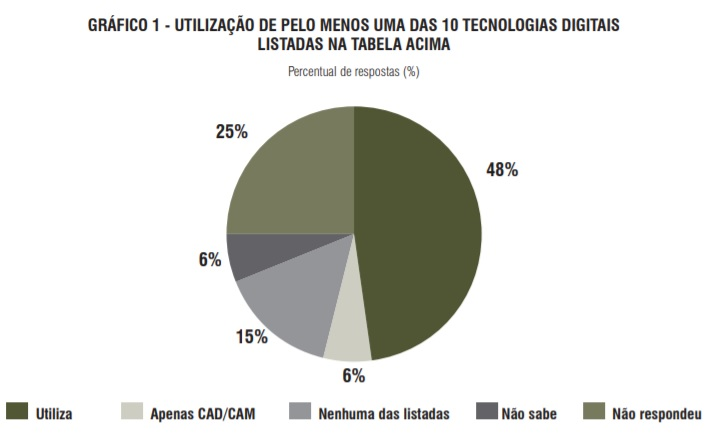 GRÁFICO 1 - UTILIZAÇÃO DE PELO MENOS UMA DAS 10 TECNOLOGIAS DIGITAIS
LISTADAS NA TABELA ACIMA
Percentual de respostas (%)
25%
48%
6%
15%
6%
Utiliza
Apenas CAD/CAM
Nenhuma das listadas
Não sabe
Não respondeu